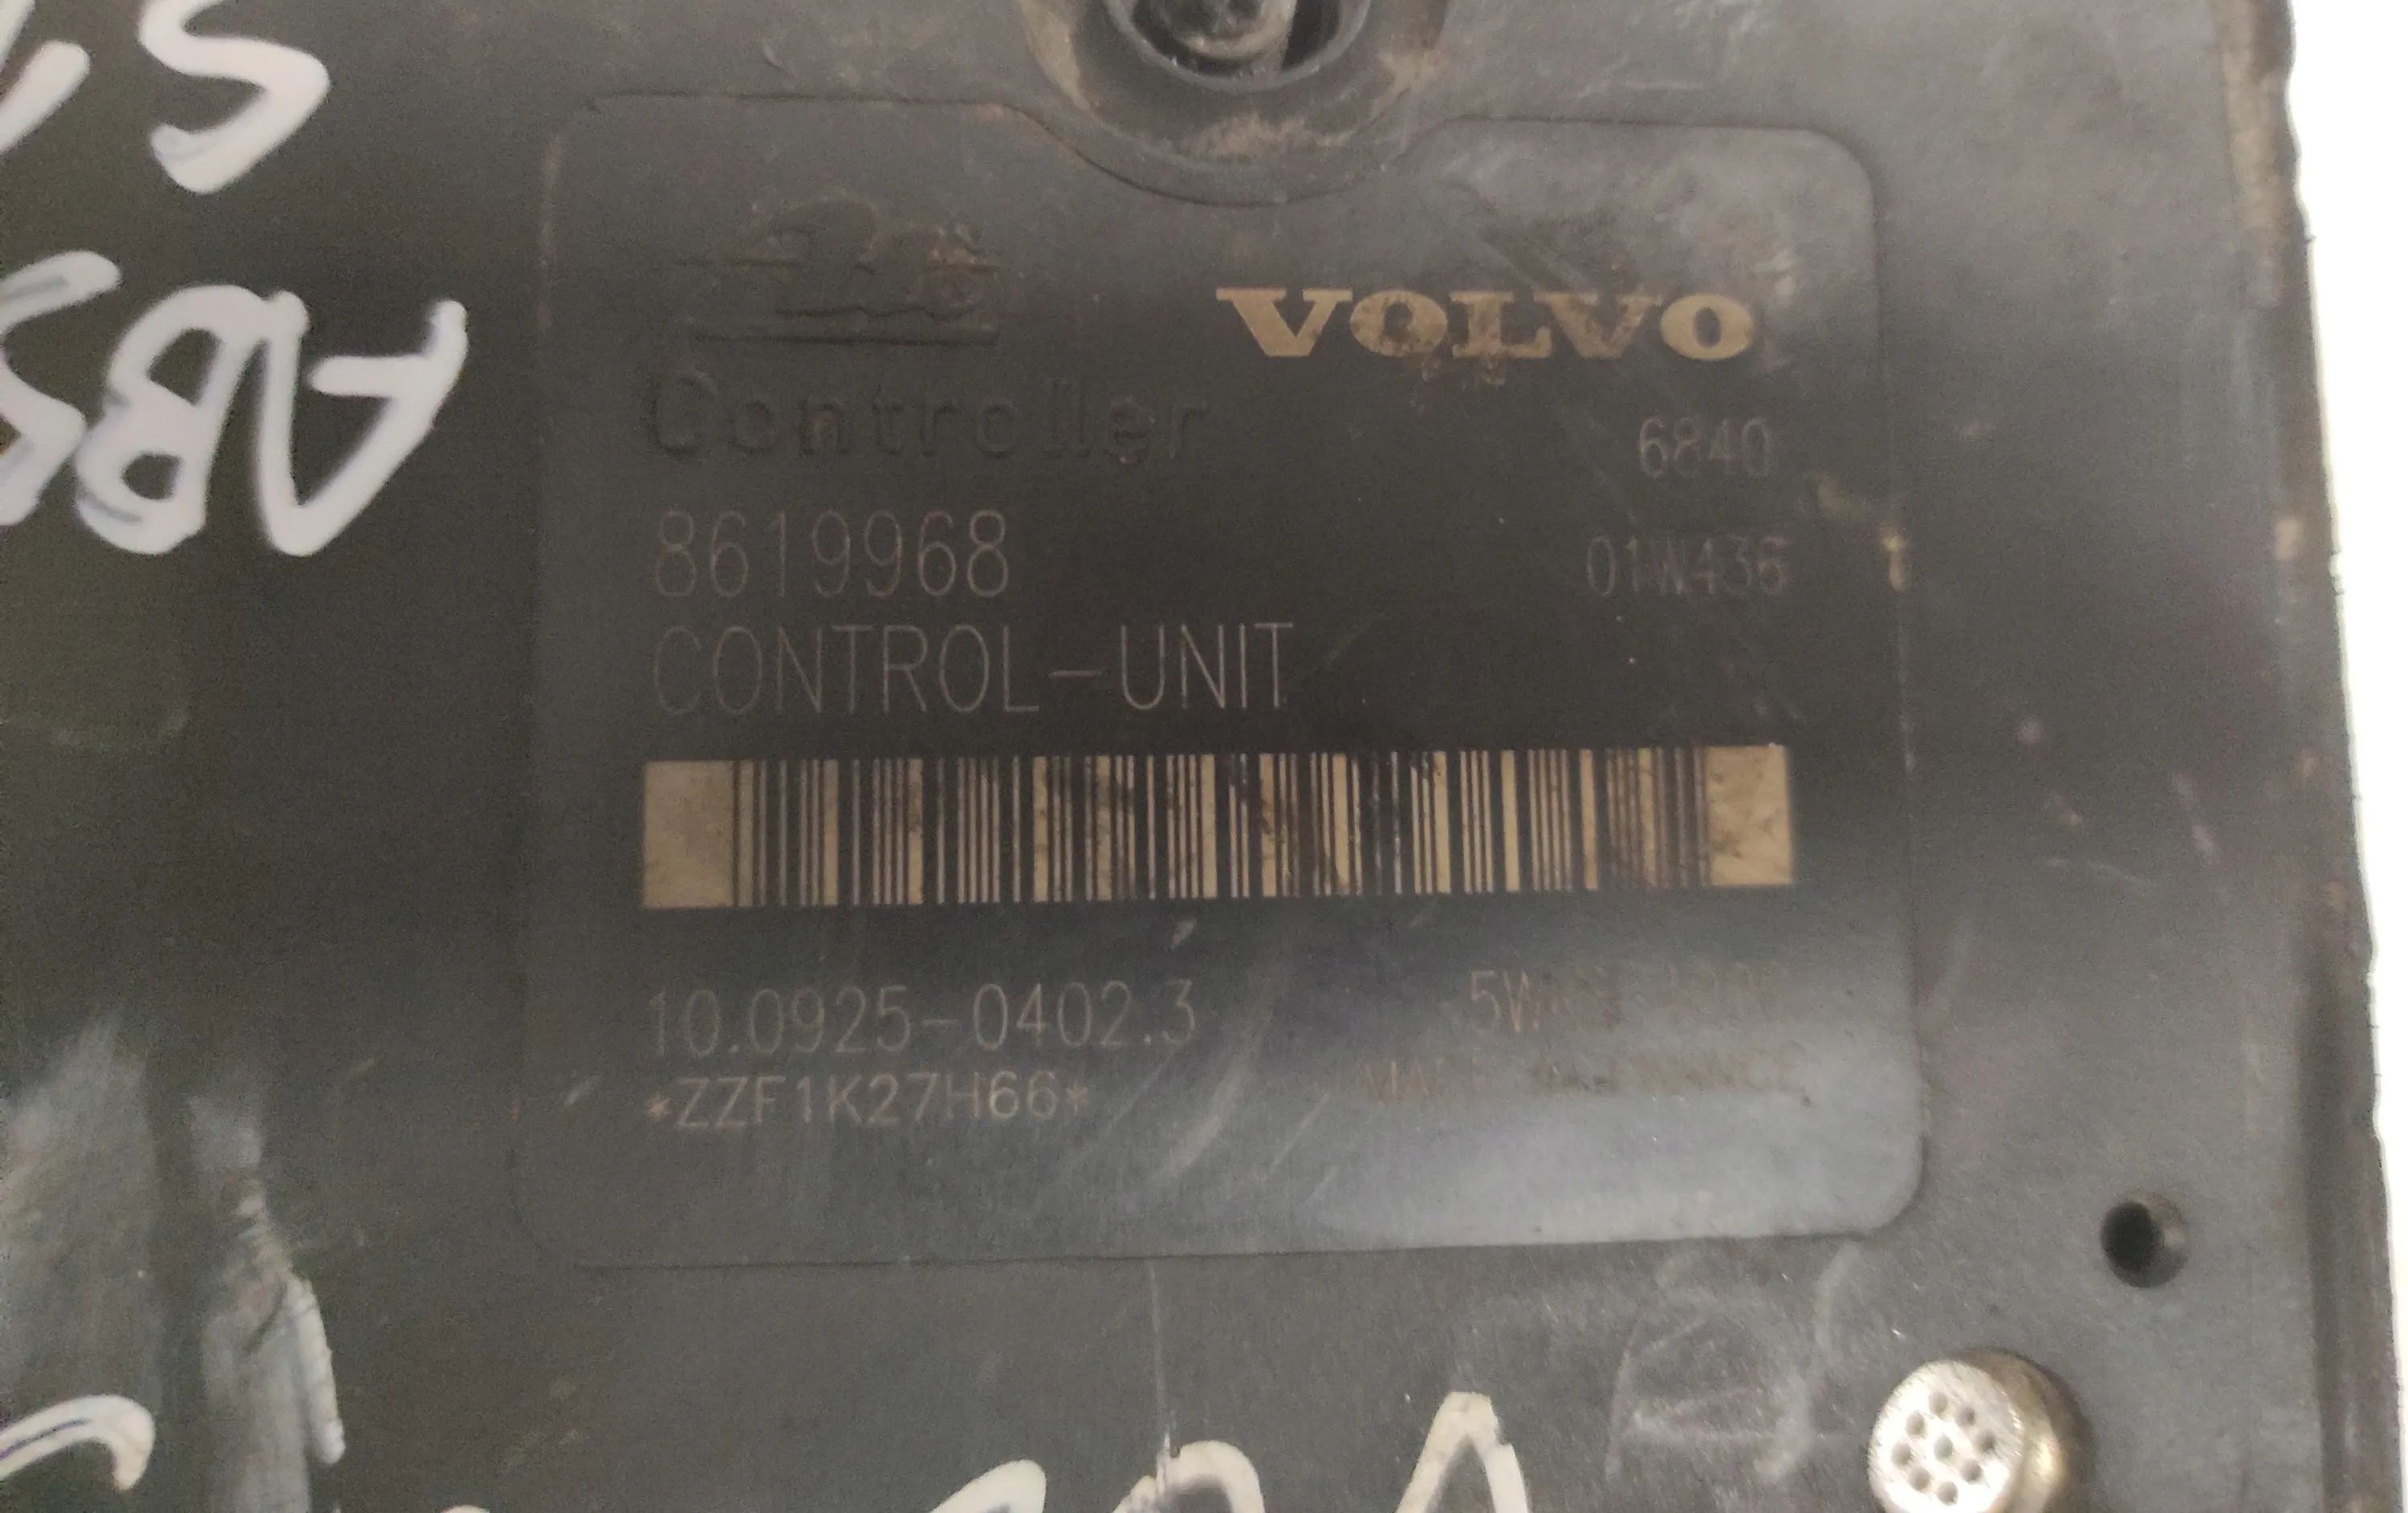 ABS
VOLVO
Controller
6840
8619968
01W436
CONTROL-UNIT
10.0925-0402.3
*ZZF1K27H66*